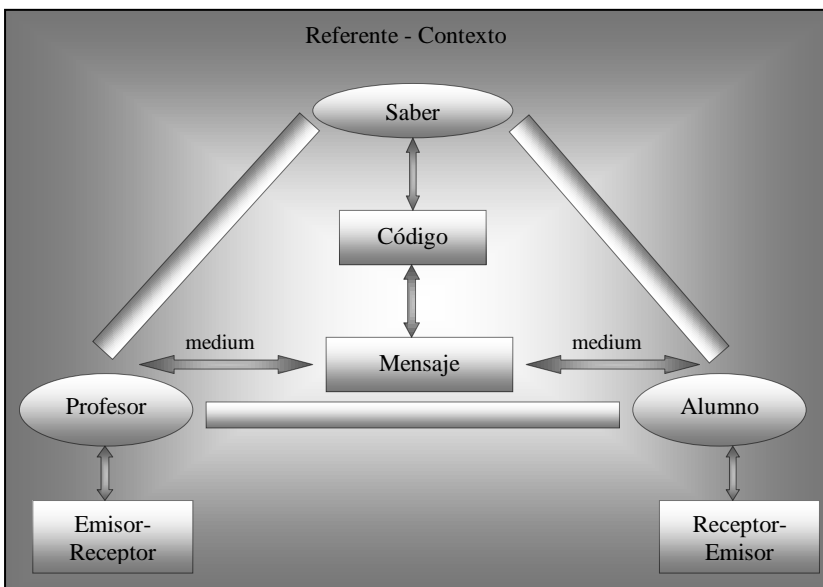 Referente - Contexto
Saber
Código
medium
medium
Mensaje
Profesor
Alumno
Emisor-
Receptor
Receptor-
Emisor